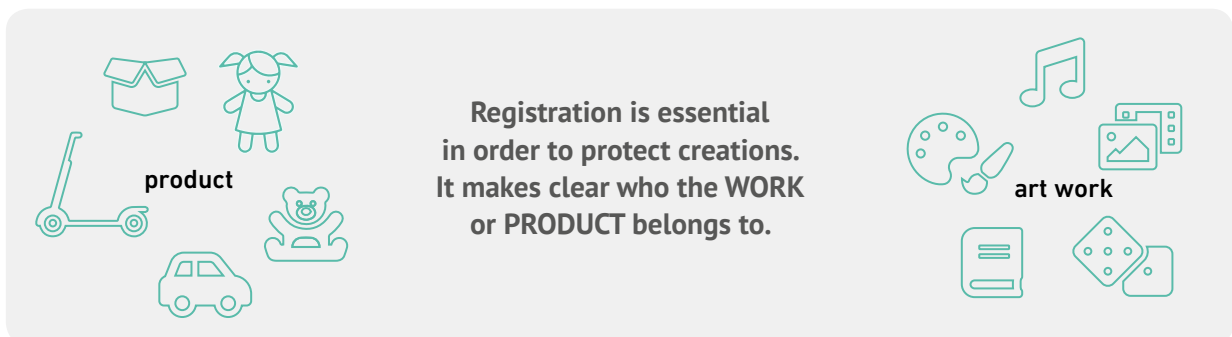 product
Registration is essential
in order to protect creations.
It makes clear who the WORK
or PRODUCT belongs to.
art work